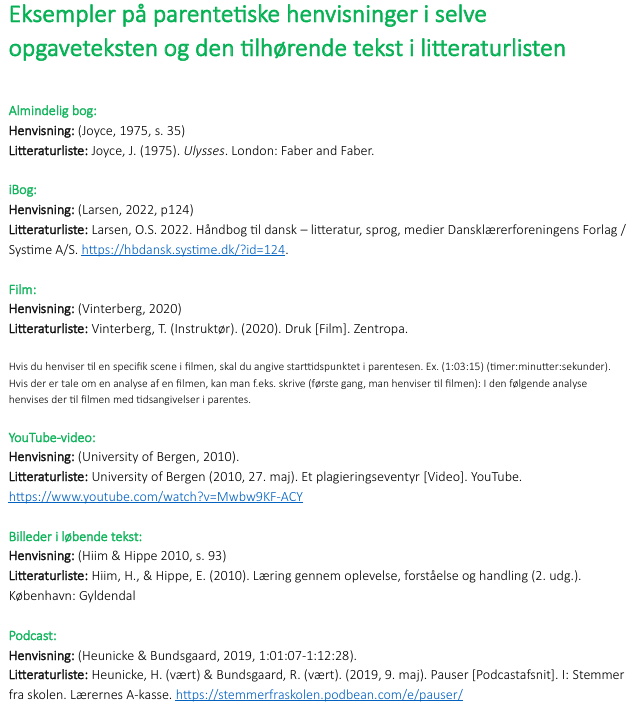 Eksempler på parentetiske henvisninger i selve
opgaveteksten og den tilhørende tekst i litteraturlisten
Almindelig bog:
Henvisning: (Joyce, 1975, s. 35)
Litteraturliste: Joyce, J. (1975). Ulysses. London: Faber and Faber.
iBog:
Henvisning: (Larsen, 2022, p124)
Litteraturliste: Larsen, O.S. 2022. Håndbog til dansk – litteratur, sprog, medier Dansklærerforeningens Forlag /
Systime A/S. https://hbdansk.systime.dk/?id=124.
Film:
Henvisning: (Vinterberg, 2020)
Litteraturliste: Vinterberg, T. (Instruktør). (2020). Druk [Film]. Zentropa.
Hvis du henviser til en specifik scene i filmen, skal du angive starttidspunktet i parentesen. Ex. (1:03:15) (timer:minutter:sekunder).
Hvis der er tale om en analyse af en filmen, kan man f.eks. skrive (første gang, man henviser til filmen): I den følgende analyse
henvises der til filmen med tidsangivelser i parentes.
YouTube-video:
Henvisning: (University of Bergen, 2010).
Litteraturliste: University of Bergen (2010, 27. maj). Et plagieringseventyr [Video]. YouTube.
https://www.youtube.com/watch?v=Mwbw9KF-ACY
Billeder i løbende tekst:
Henvisning: (Hiim & Hippe 2010, s. 93)
Litteraturliste: Hiim, H., & Hippe, E. (2010). Læring gennem oplevelse, forståelse og handling (2. udg.).
København: Gyldendal
Podcast:
Henvisning: (Heunicke & Bundsgaard, 2019, 1:01:07-1:12:28).
Litteraturliste: Heunicke, H. (vært) & Bundsgaard, R. (vært). (2019, 9. maj). Pauser [Podcastafsnit]. I: Stemmer
fra skolen. Lærernes A-kasse. https://stemmerfraskolen.podbean.com/e/pauser/